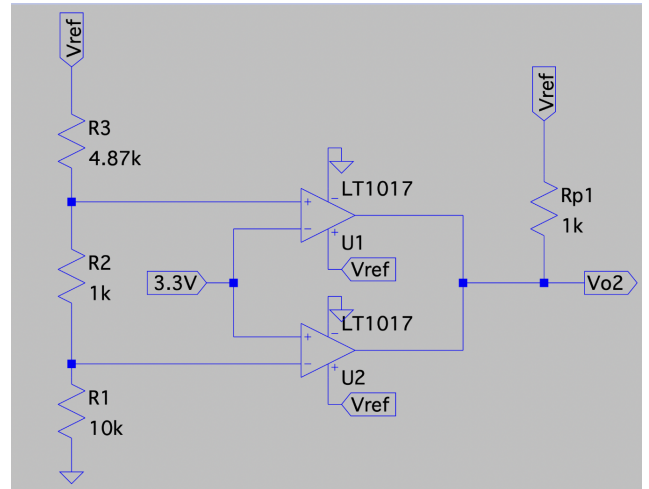 Vref
R3
4.87k
R2
1k
R1
10k
3.3V
+
−
−
+
LT1017
U1
Vref
+
−
−
+
LT1017
U2
Vref
Vref
Rp1
1k
Vo2